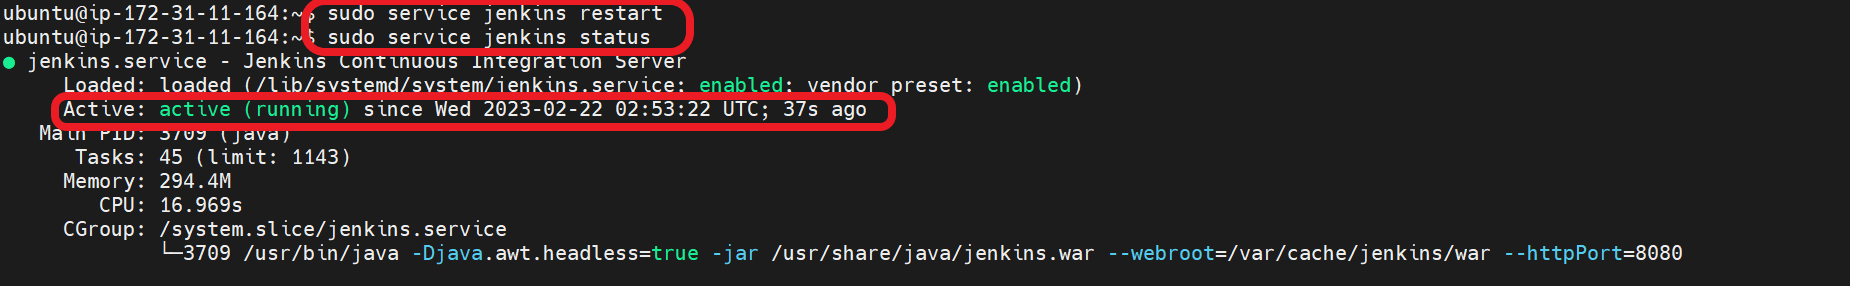 ubuntu@ip-172-31-11-164:~$ sudo service jenkins restart
ubuntu@ip-172-31-11-164:~$ sudo service jenkins status
● jenkins.service - Jenkins Continuous Integration Server
Loaded: loaded (/lib/systemd/system/jenkins.service; enabled; vendor preset: enabled)
Active: active (running) since Wed 2023-02-22 02:53:22 UTC; 37s ago
Main PID: 3709 (java)
Tasks: 45 (limit: 1143)
Memory: 294.4M
CPU: 16.969s
CGroup: /system.slice/jenkins.service
└─3709 /usr/bin/java -Djava.awt.headless=true -jar /usr/share/java/jenkins.war --webroot=/var/cache/jenkins/war --httpPort=8080